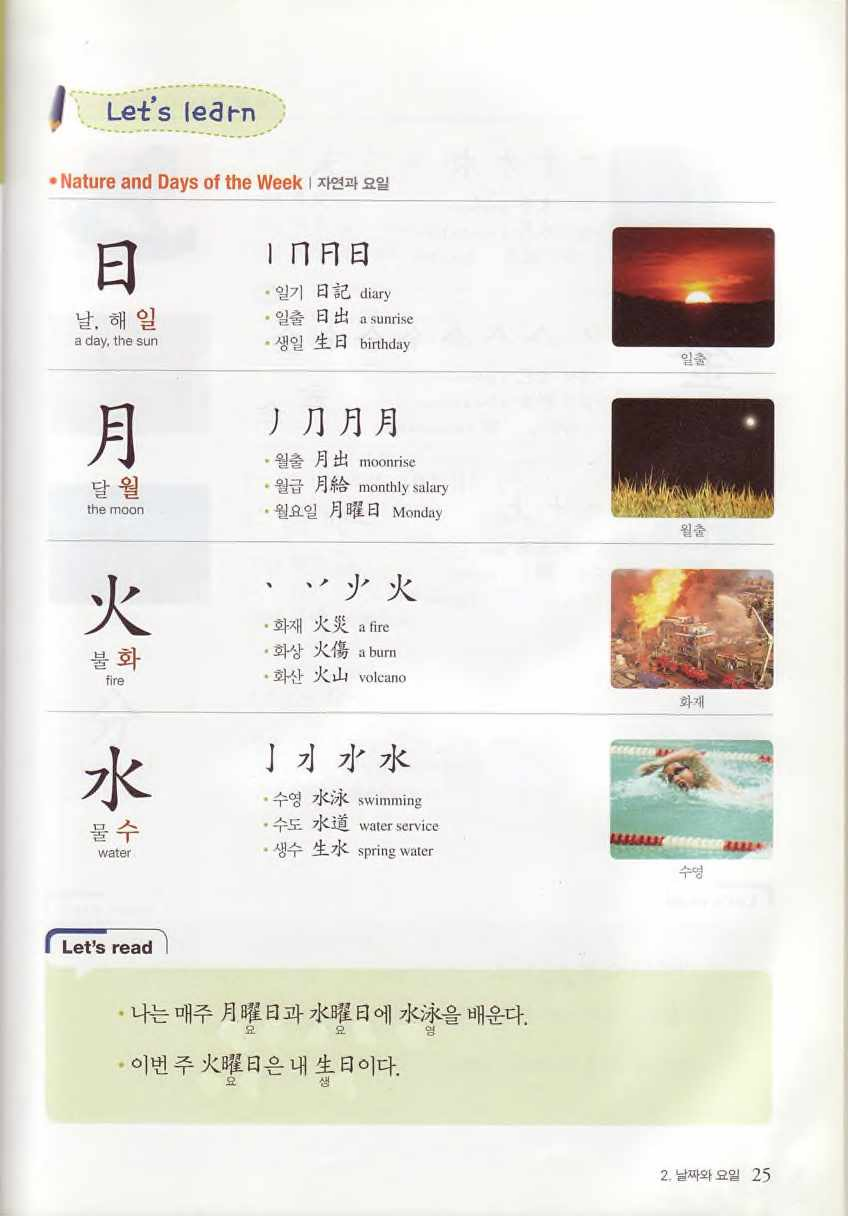 Let's learn
• Nature and Days of the Week | 자연과 요일
日
날, 해 일
a day, the sun
丨 冂 日 日
• 일기 日記 diary
• 일출 日出 a sunrise
• 생일 生日 birthday
일출
月
달 월
the moon
丿 冂 月 月
• 월출 月出 moonrise
• 월급 月給 monthly salary
• 월요일 月曜日 Monday
월출
火
불 화
fire
丶 丷 火
• 화재 火災 a fire
• 화상 火傷 a burn
• 화산 火山 volcano
화재
水
물 수
water
亅 水
• 수영 水泳 swimming
• 수도 水道 water service
• 생수 生水 spring water
수영
Let's read
• 나는 매주 月曜日과 水曜日에 水泳을 배운다.
요 요 영
• 이번 주 火曜日은 내 生日이다.
요 생
2. 날짜와 요일 25